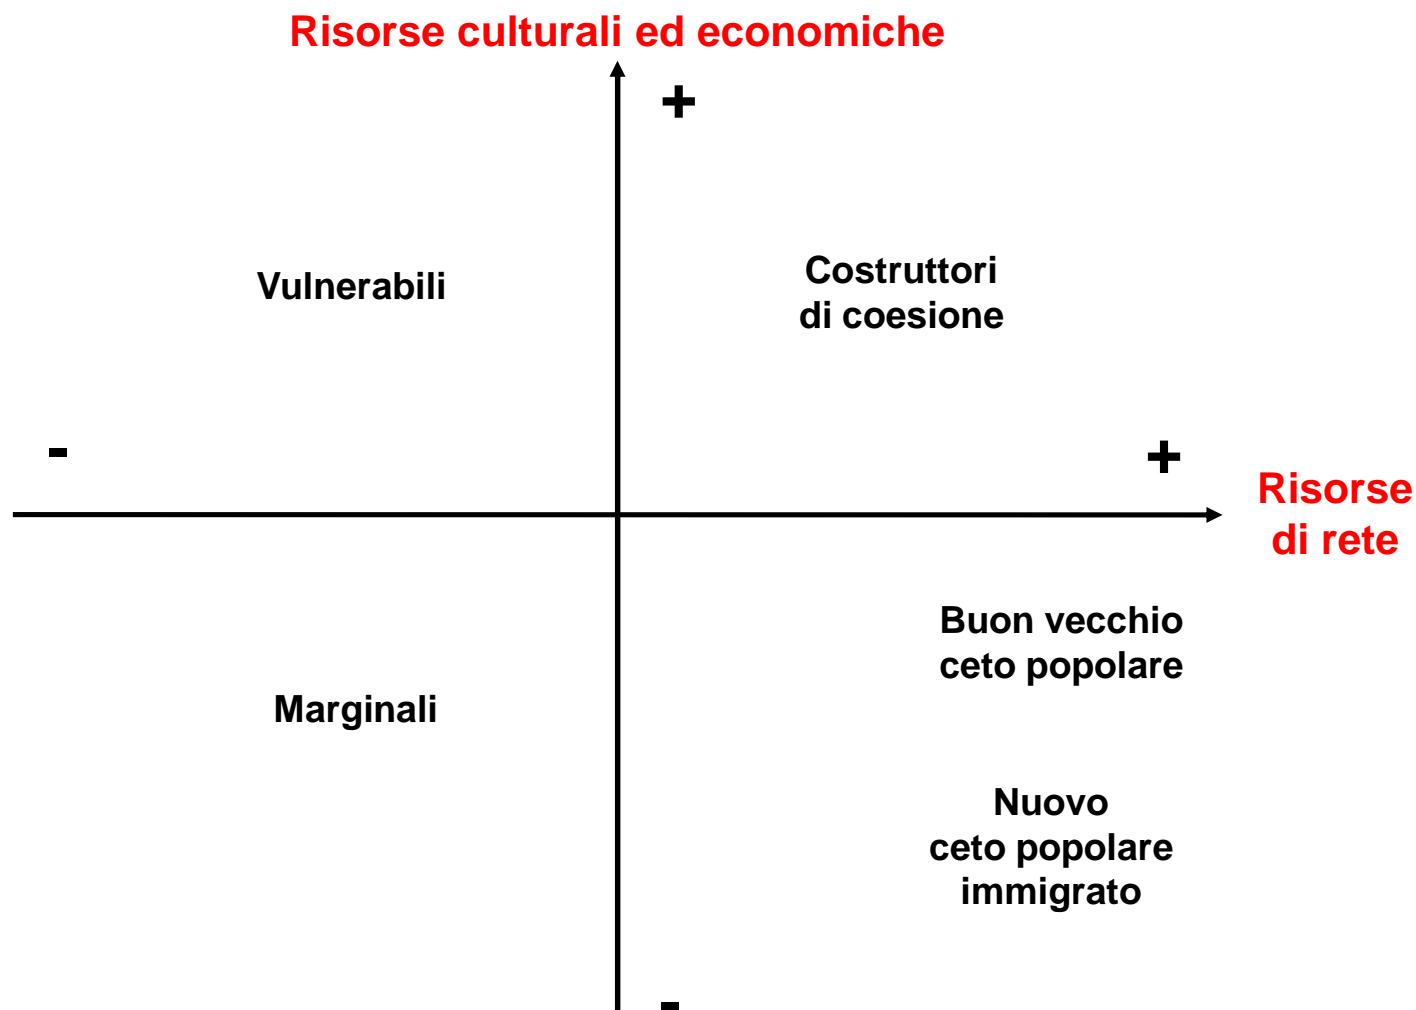 Risorse culturali ed economiche
+
Vulnerabili
Costruttori
di coesione
-
+
Risorse
di rete
Buon vecchio
ceto popolare
Marginali
Nuovo
ceto popolare
immigrato
-